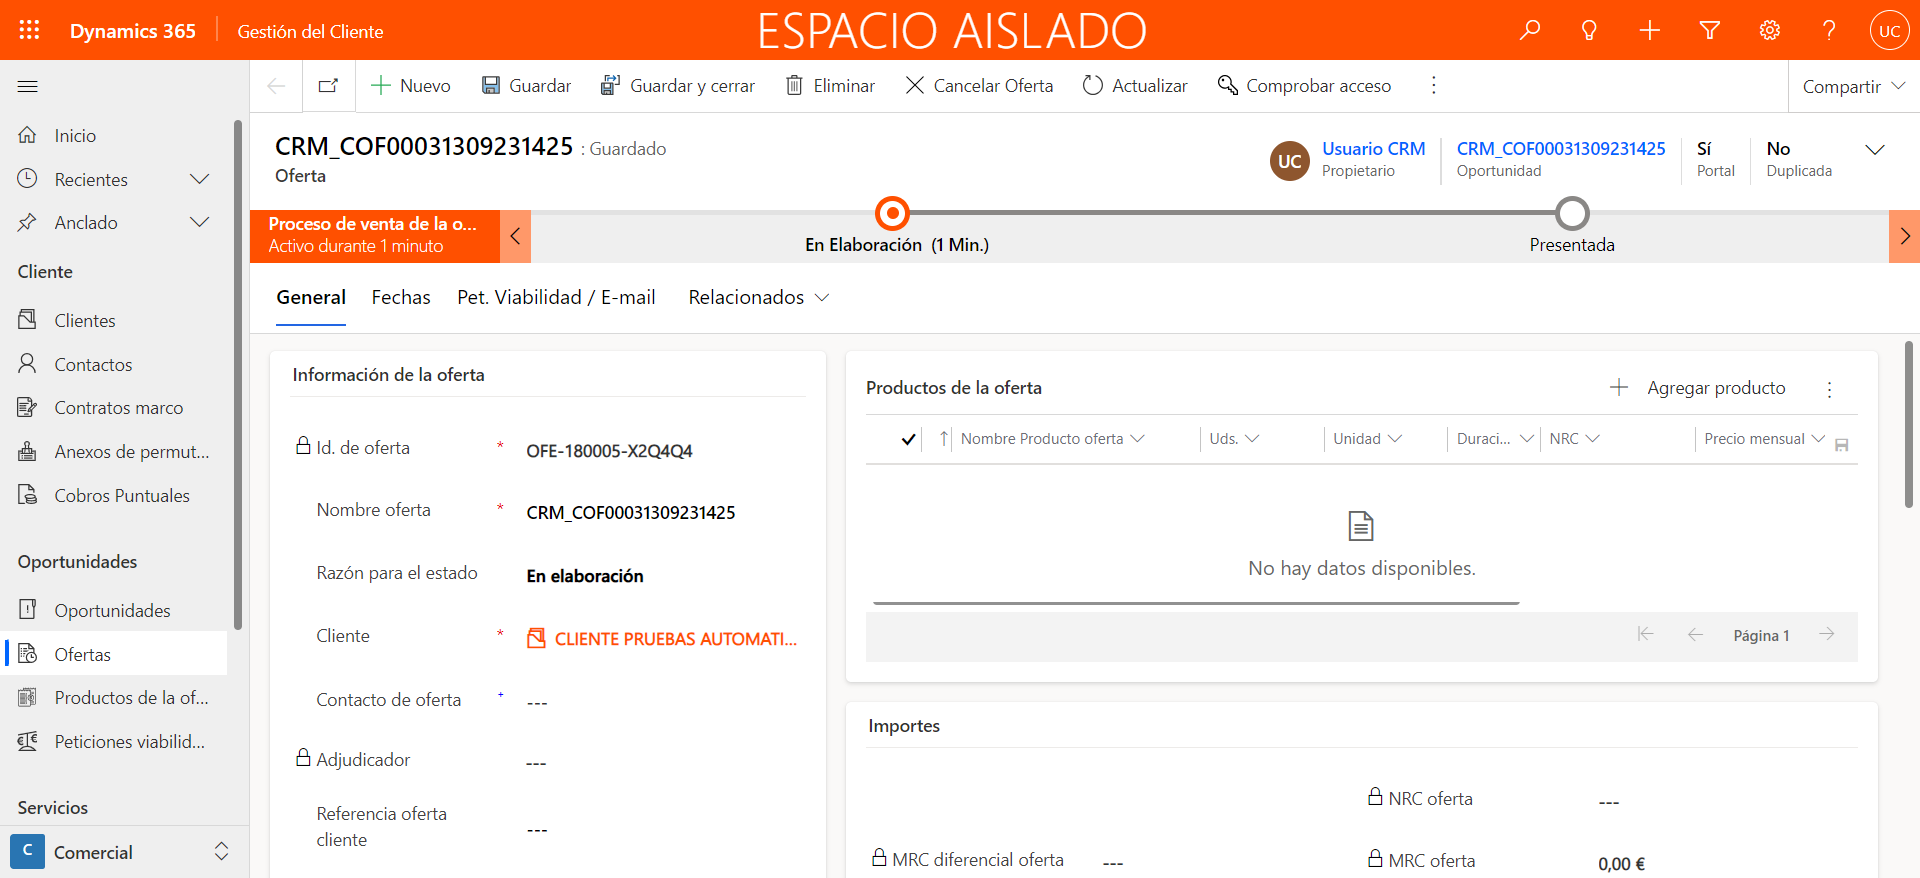 Dynamics 365
Gestión del Cliente
ESPACIO AISLADO
UC
Nuevo
Guardar
Guardar y cerrar
Eliminar
Cancelar Oferta
Actualizar
Comprobar acceso
Compartir
Inicio
Recientes
Anclado
Cliente
Clientes
Contactos
Contratos marco
Anexos de permut...
Cobros Puntuales
Oportunidades
Oportunidades
Ofertas
Productos de la of...
Peticiones viabilid...
Servicios
C
Comercial
CRM_COF00031309231425 : Guardado
Oferta
UC
Usuario CRM
Propietario
CRM_COF00031309231425
Oportunidad
Sí
Portal
No
Duplicada
Proceso de venta de la o...
Activo durante 1 minuto
En Elaboración (1 Min.)
Presentada
General
Fechas
Pet. Viabilidad / E-mail
Relacionados
Información de la oferta
Id. de oferta * OFE-180005-X2Q4Q4
Nombre oferta * CRM_COF00031309231425
Razón para el estado En elaboración
Cliente * CLIENTE PRUEBAS AUTOMATI...
Contacto de oferta + ---
Adjudicador ---
Referencia oferta
cliente ---
Productos de la oferta
Agregar producto
Nombre Producto oferta Uds. Unidad Duraci... NRC Precio mensual
No hay datos disponibles.
Página 1
Importes
NRC oferta ---
MRC diferencial oferta ---
MRC oferta 0,00 €